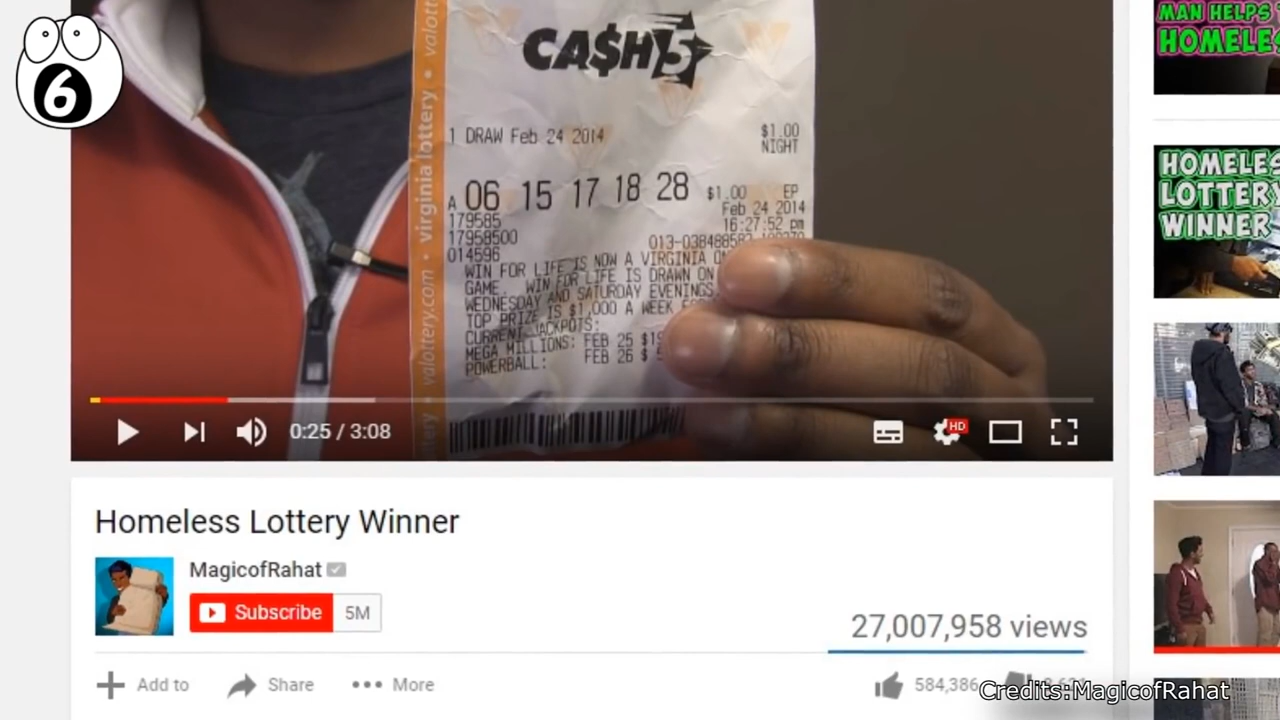 6
CA$H 5
MAN HELPS
HOMELE
1 DRAW Feb 24 2014
$1.00
NIGHT
A 06 15 17 18 28 $1.00 EP
Feb 24 2014
179585
16:27:52 pm
17958500
014596
WIN FOR LIFE IS NOW A VIRGINIA
GAME. WIN FOR LIFE IS DRAWN ON
WEDNESDAY AND SATURDAY EVENINGS.
TOP PRIZE IS $1,000 A WEEK
CURRENT JACKPOTS:
MEGA MILLIONS: FEB 25
POWERBALL: FEB 26 $
valottery.com • virginia lottery •
HOMELES
LOTTERY
WINNER
0:25 / 3:08
HD
Homeless Lottery Winner
MagicofRahat
Subscribe 5M
27,007,958 views
Add to
Share
More
584,386
Credits:MagicofRahat